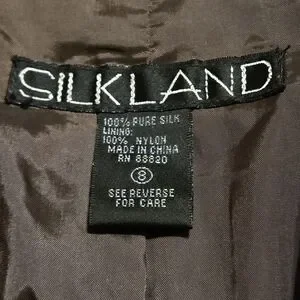 SILKLAND
100% PURE SILK
LINING:
100% NYLON
MADE IN CHINA
RN 88820
8
SEE REVERSE
FOR CARE